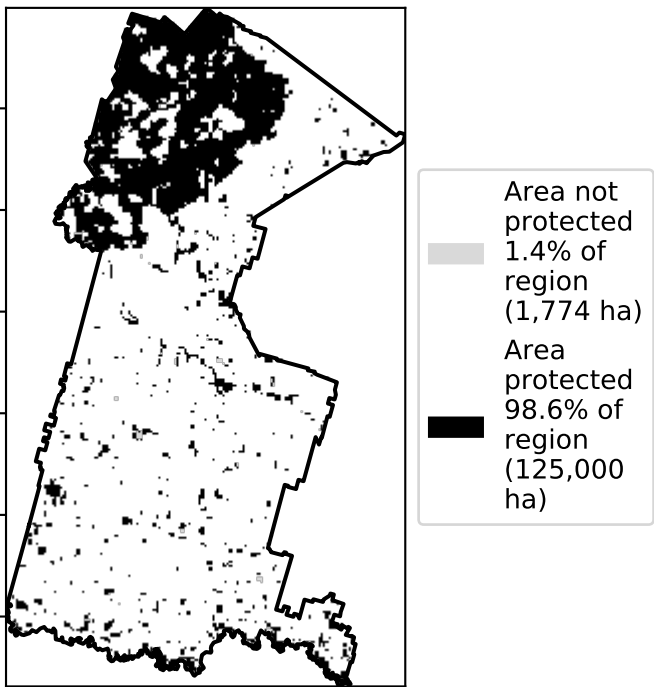 Area not
protected
1.4% of
region
(1,774 ha)
Area
protected
98.6% of
region
(125,000
ha)